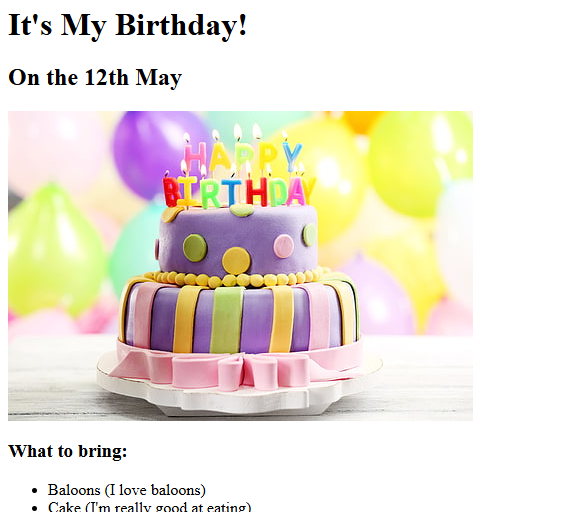 It's My Birthday!
On the 12th May
HAPPY
BIRTHDAY
What to bring:
Baloons (I love baloons)
Cake (I'm really good at eating)